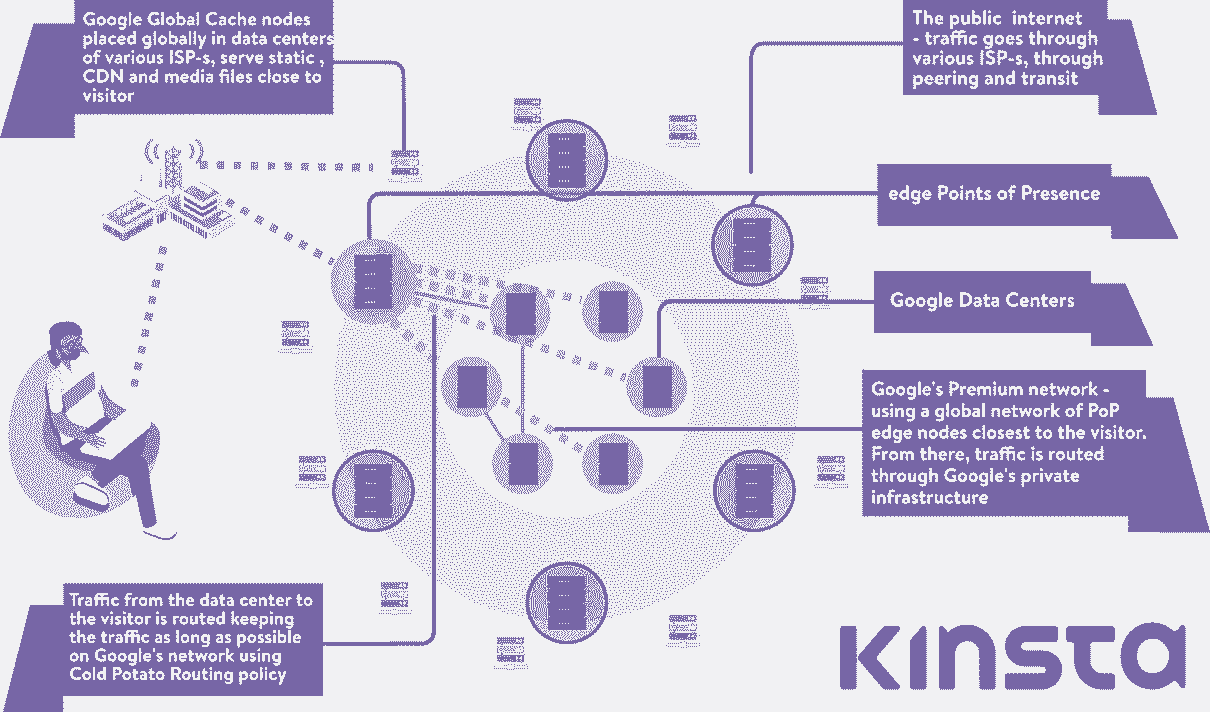 Google Global Cache nodes
placed globally in data centers
of various ISP-s, serve static ,
CDN and media files close to
visitor
The public internet
- traffic goes through
various ISP-s, through
peering and transit
edge Points of Presence
Google Data Centers
Google's Premium network -
using a global network of PoP
edge nodes closest to the visitor.
From there, traffic is routed
through Google's private
infrastructure
Traffic from the data center to
the visitor is routed keeping
the traffic as long as possible
on Google's network using
Cold Potato Routing policy
KINSTA